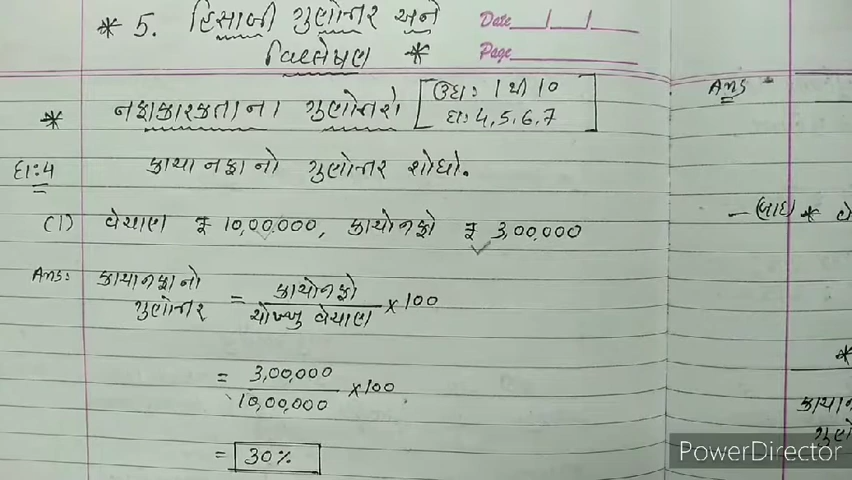 * 5. હિસાબી ગુણોત્તર અને
વિશ્લેષણ *
Date / /
Page
* નફાકારકતાના ગુણોત્તરો [ઉદા: 1 થી 10
દા: 4,5,6,7]
દા:4 કાચા નફાનો ગુણોત્તર શોધો.
(1) વેચાણ ₹ 10,00,000, કાચોનફો ₹ 3,00,000
Ans: કાચાનફાનો ગુણોત્તર = કાચોનફો / ચોખ્ખુ વેચાણ × 100
= 3,00,000 / 10,00,000 × 100
= 30%
Ans -
- (બાદ) *
*
કાચાન
ગુણો
PowerDirector